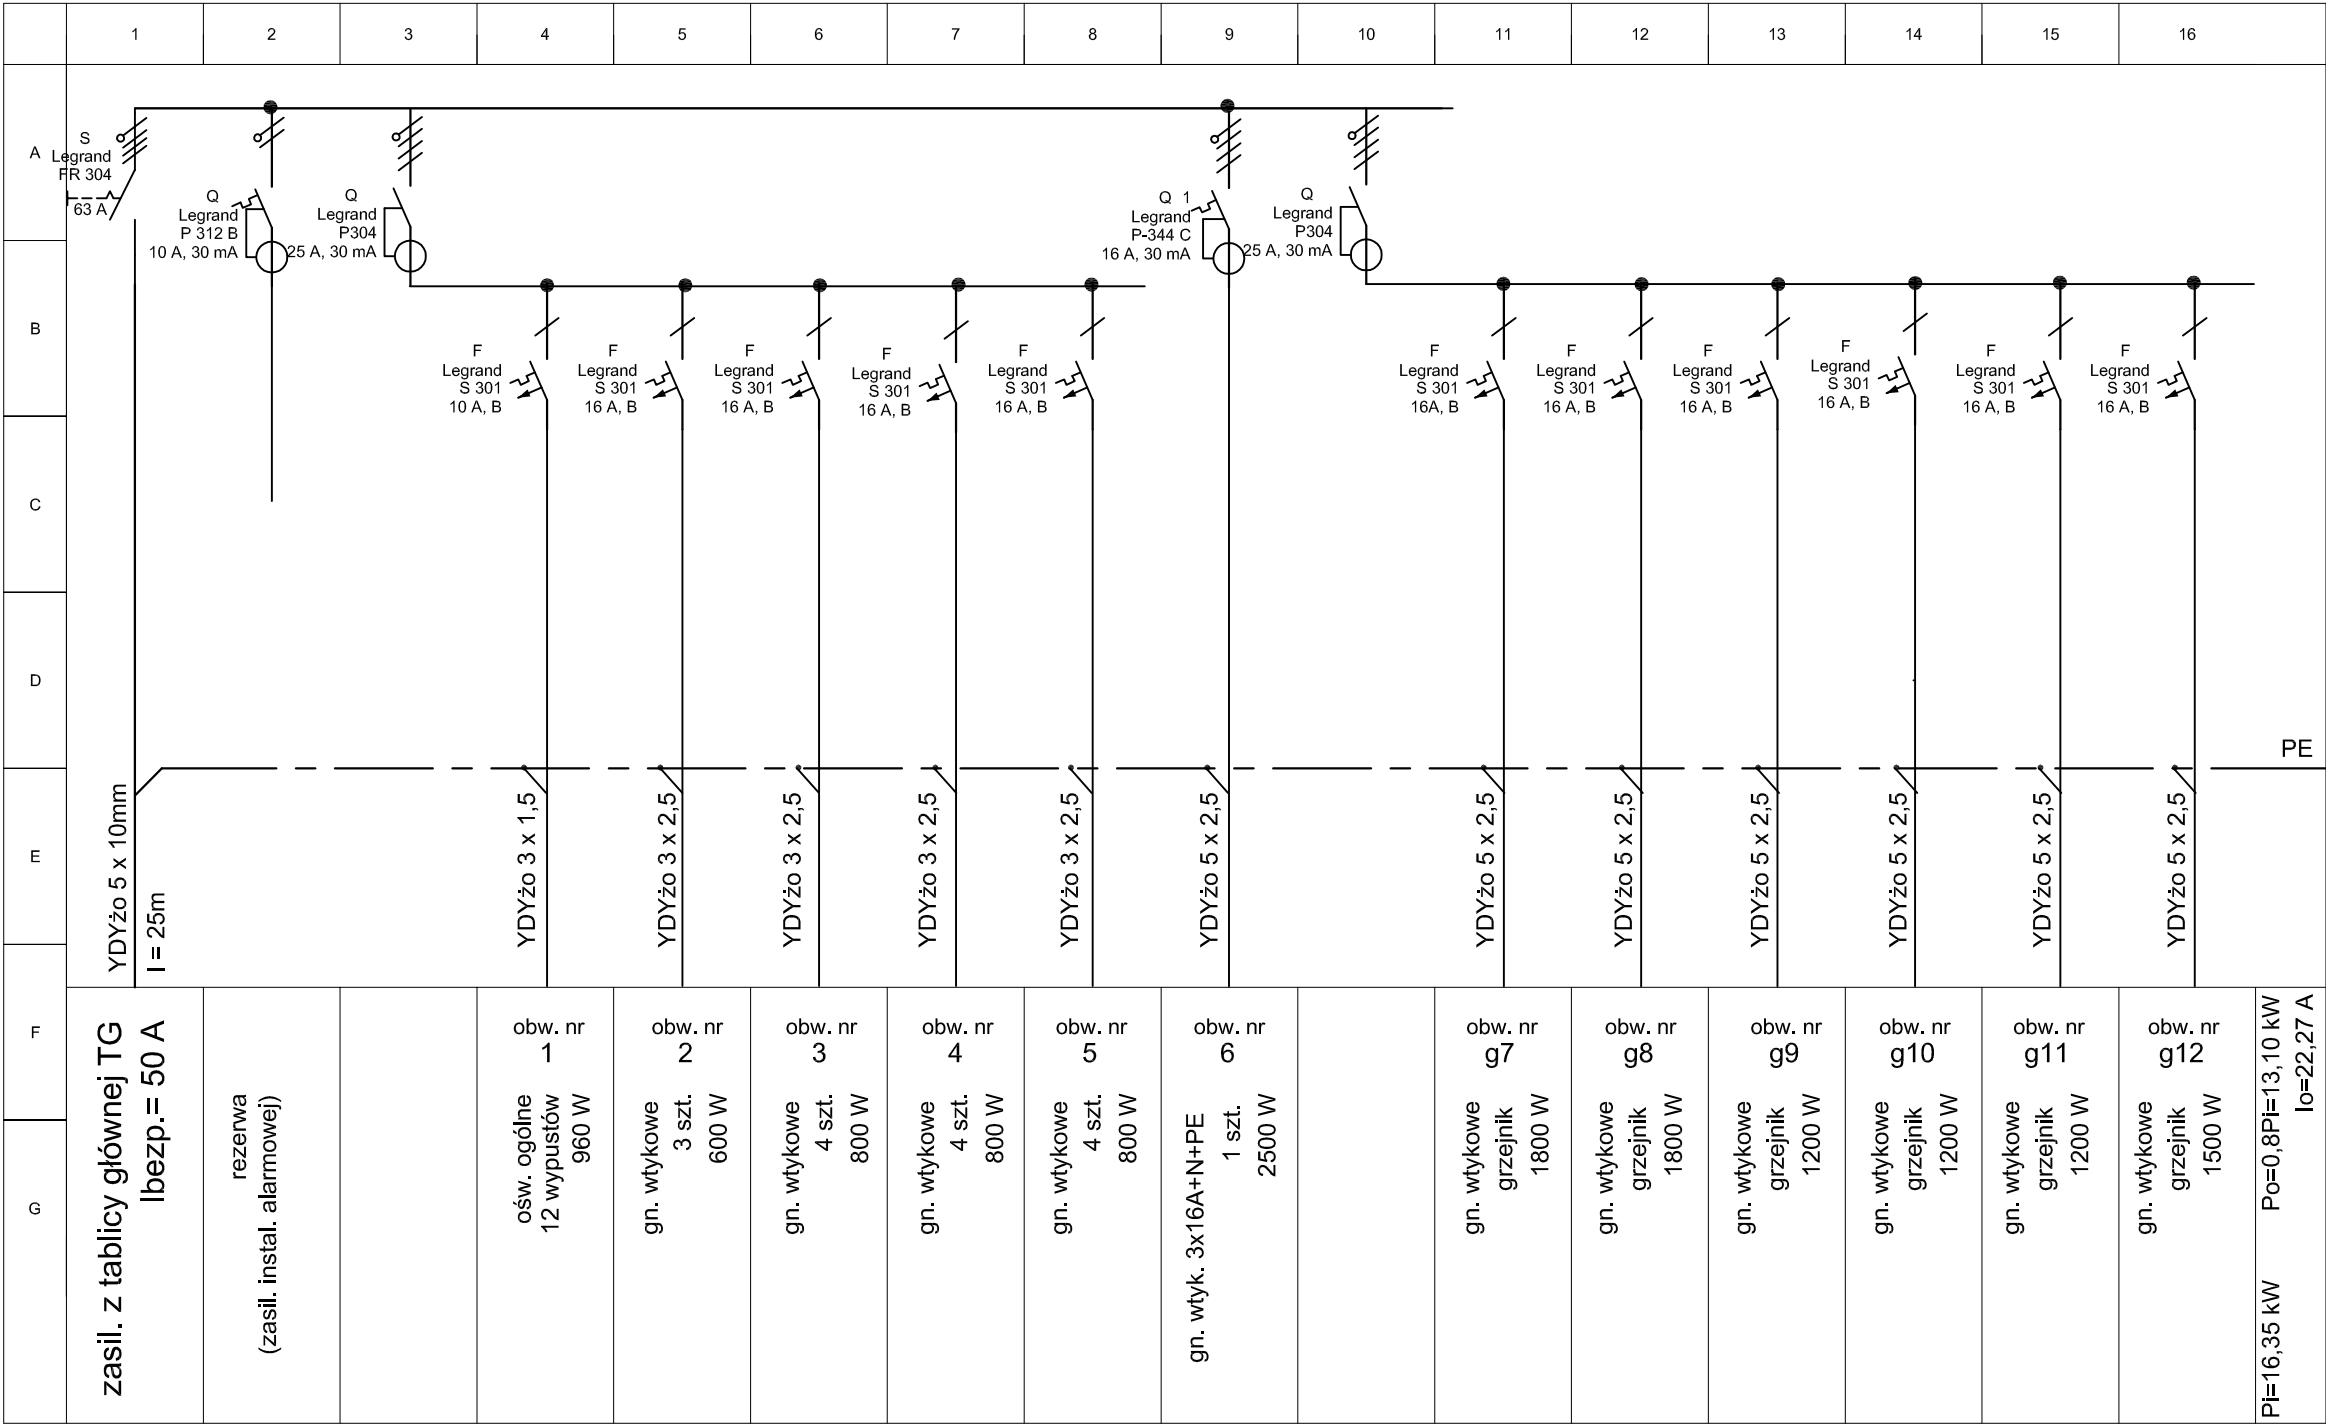 1 2 3 4 5 6 7 8 9 10 11 12 13 14 15 16
A
B
C
D
E
F
G
S
Legrand
FR 304
63 A
Q
Legrand
P 312 B
10 A, 30 mA
Q
Legrand
P304
25 A, 30 mA
Q 1
Legrand
P-344 C
16 A, 30 mA
Q
Legrand
P304
25 A, 30 mA
F
Legrand
S 301
10 A, B
F
Legrand
S 301
16 A, B
F
Legrand
S 301
16 A, B
F
Legrand
S 301
16 A, B
F
Legrand
S 301
16 A, B
F
Legrand
S 301
16A, B
F
Legrand
S 301
16 A, B
F
Legrand
S 301
16 A, B
F
Legrand
S 301
16 A, B
F
Legrand
S 301
16 A, B
F
Legrand
S 301
16 A, B
PE
YDYżo 5 x 10mm
l = 25m
YDYżo 3 x 1,5
YDYżo 3 x 2,5
YDYżo 3 x 2,5
YDYżo 3 x 2,5
YDYżo 3 x 2,5
YDYżo 5 x 2,5
YDYżo 5 x 2,5
YDYżo 5 x 2,5
YDYżo 5 x 2,5
YDYżo 5 x 2,5
YDYżo 5 x 2,5
YDYżo 5 x 2,5
zasil. z tablicy głównej TG
Ibezp.= 50 A
rezerwa
(zasil. instal. alarmowej)
obw. nr
1
ośw. ogólne
12 wypustów
960 W
obw. nr
2
gn. wtykowe
3 szt.
600 W
obw. nr
3
gn. wtykowe
4 szt.
800 W
obw. nr
4
gn. wtykowe
4 szt.
800 W
obw. nr
5
gn. wtykowe
4 szt.
800 W
obw. nr
6
gn. wtyk. 3x16A+N+PE
1 szt.
2500 W
obw. nr
g7
gn. wtykowe
grzejnik
1800 W
obw. nr
g8
gn. wtykowe
grzejnik
1800 W
obw. nr
g9
gn. wtykowe
grzejnik
1200 W
obw. nr
g10
gn. wtykowe
grzejnik
1200 W
obw. nr
g11
gn. wtykowe
grzejnik
1200 W
obw. nr
g12
gn. wtykowe
grzejnik
1500 W
Pi=16,35 kW Po=0,8Pi=13,10 kW
Io=22,27 A